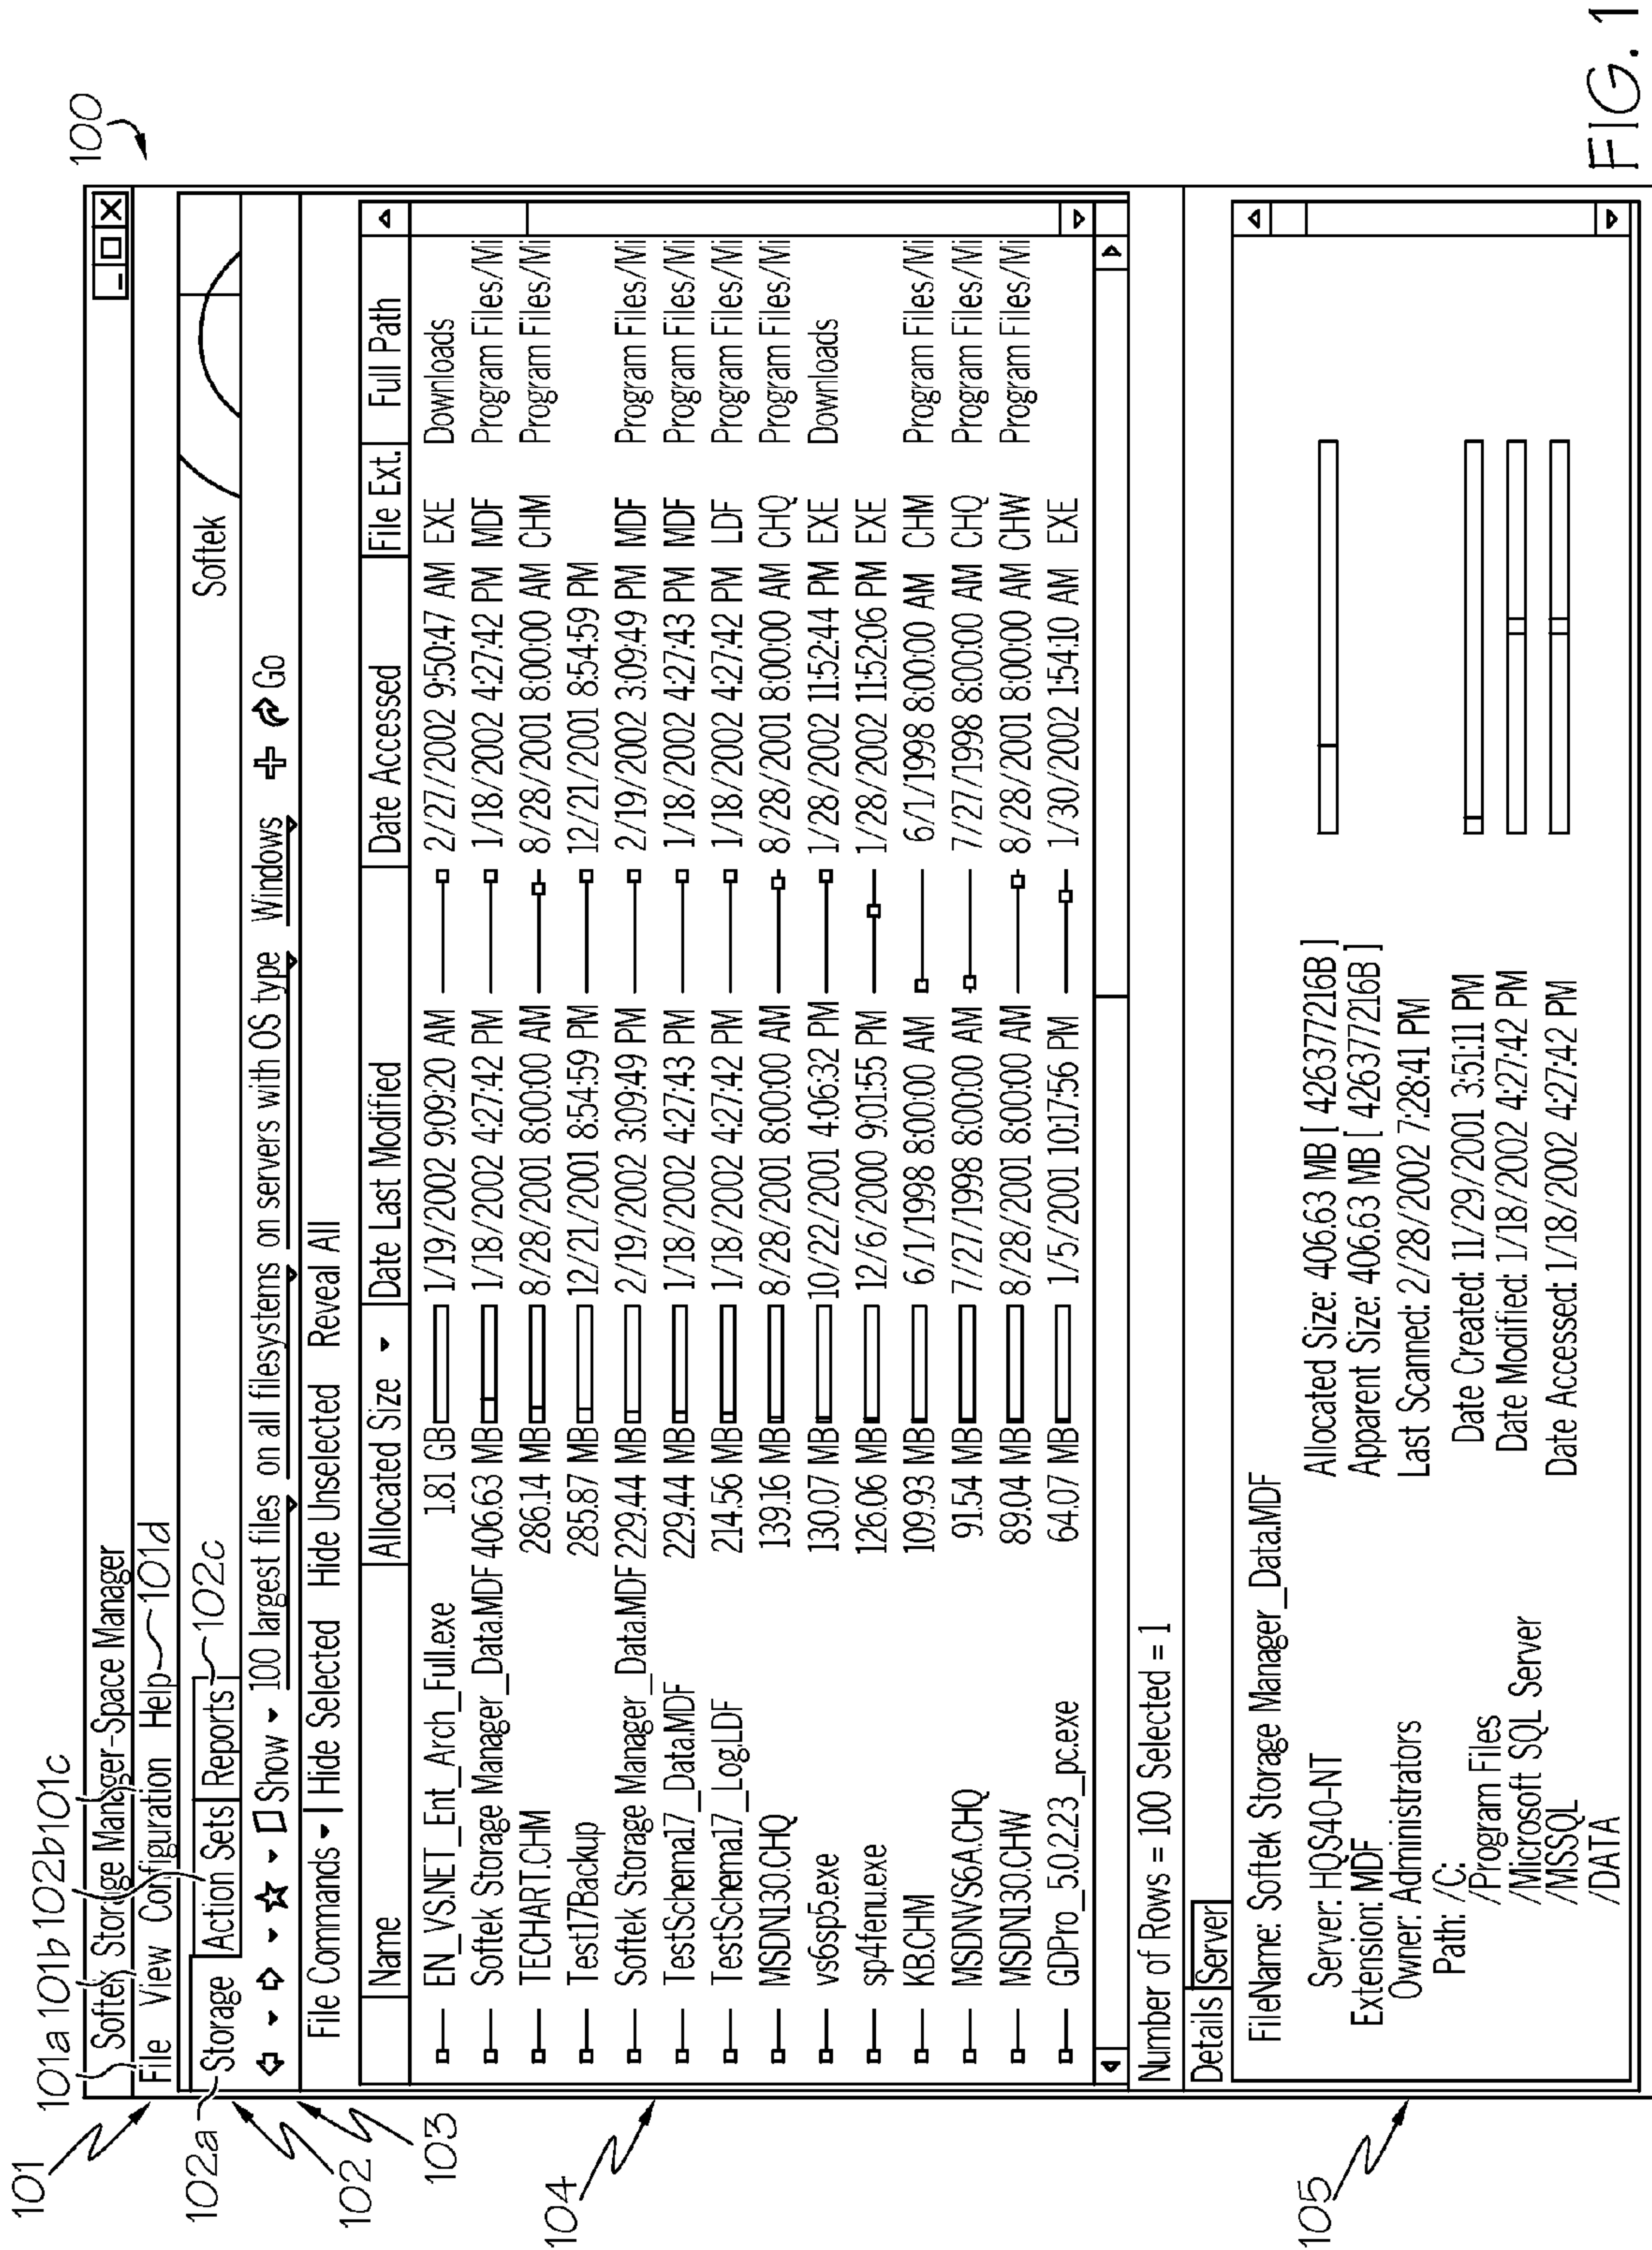 100
101a 101b 102b 101c
101
Softek Storage Manager-Space Manager
File View Configuration Help 101d
102a
Storage Action Sets Reports 102c
Softek
102
Show 100 largest files on all filesystems on servers with OS type Windows Go
103
File Commands Hide Selected Hide Unselected Reveal All
Name Allocated Size Date Last Modified Date Accessed File Ext. Full Path
EN_VS.NET_Ent_Arch_Full.exe 1.81 GB 1/19/2002 9:09:20 AM 2/27/2002 9:50:47 AM EXE Downloads
Softek Storage Manager_Data.MDF 406.63 MB 1/18/2002 4:27:42 PM 1/18/2002 4:27:42 PM MDF Program Files/Mi
TECHART.CHM 286.14 MB 8/28/2001 8:00:00 AM 8/28/2001 8:00:00 AM CHM Program Files/Mi
Test17Backup 285.87 MB 12/21/2001 8:54:59 PM 12/21/2001 8:54:59 PM
Softek Storage Manager_Data.MDF 229.44 MB 2/19/2002 3:09:49 PM 2/19/2002 3:09:49 PM MDF Program Files/Mi
104
TestSchema17_Data.MDF 229.44 MB 1/18/2002 4:27:43 PM 1/18/2002 4:27:43 PM MDF Program Files/Mi
TestSchema17_Log.LDF 214.56 MB 1/18/2002 4:27:42 PM 1/18/2002 4:27:42 PM LDF Program Files/Mi
MSDN130.CHQ 139.16 MB 8/28/2001 8:00:00 AM 8/28/2001 8:00:00 AM CHQ Program Files/Mi
vs6sp5.exe 130.07 MB 10/22/2001 4:06:32 PM 1/28/2002 11:52:44 PM EXE Downloads
sp4fenu.exe 126.06 MB 12/6/2000 9:01:55 PM 1/28/2002 11:52:06 PM EXE
KB.CHM 109.93 MB 6/1/1998 8:00:00 AM 6/1/1998 8:00:00 AM CHM Program Files/Mi
MSDNVS6A.CHQ 91.54 MB 7/27/1998 8:00:00 AM 7/27/1998 8:00:00 AM CHQ Program Files/Mi
MSDN130.CHW 89.04 MB 8/28/2001 8:00:00 AM 8/28/2001 8:00:00 AM CHW Program Files/Mi
GDPro_5.0.2.23_pc.exe 64.07 MB 1/5/2001 10:17:56 PM 1/30/2002 1:54:10 AM EXE
Number of Rows = 100 Selected = 1
Details Server
FileName: Softek Storage Manager_Data.MDF
105
Server: HQS40-NT Allocated Size: 406.63 MB [ 426377216B ]
Extension: MDF Apparent Size: 406.63 MB [ 426377216B ]
Owner: Administrators Last Scanned: 2/28/2002 7:28:41 PM
Path: /C:
/Program Files Date Created: 11/29/2001 3:51:11 PM
/Microsoft SQL Server Date Modified: 1/18/2002 4:27:42 PM
/MSSQL Date Accessed: 1/18/2002 4:27:42 PM
/DATA
FIG. 1